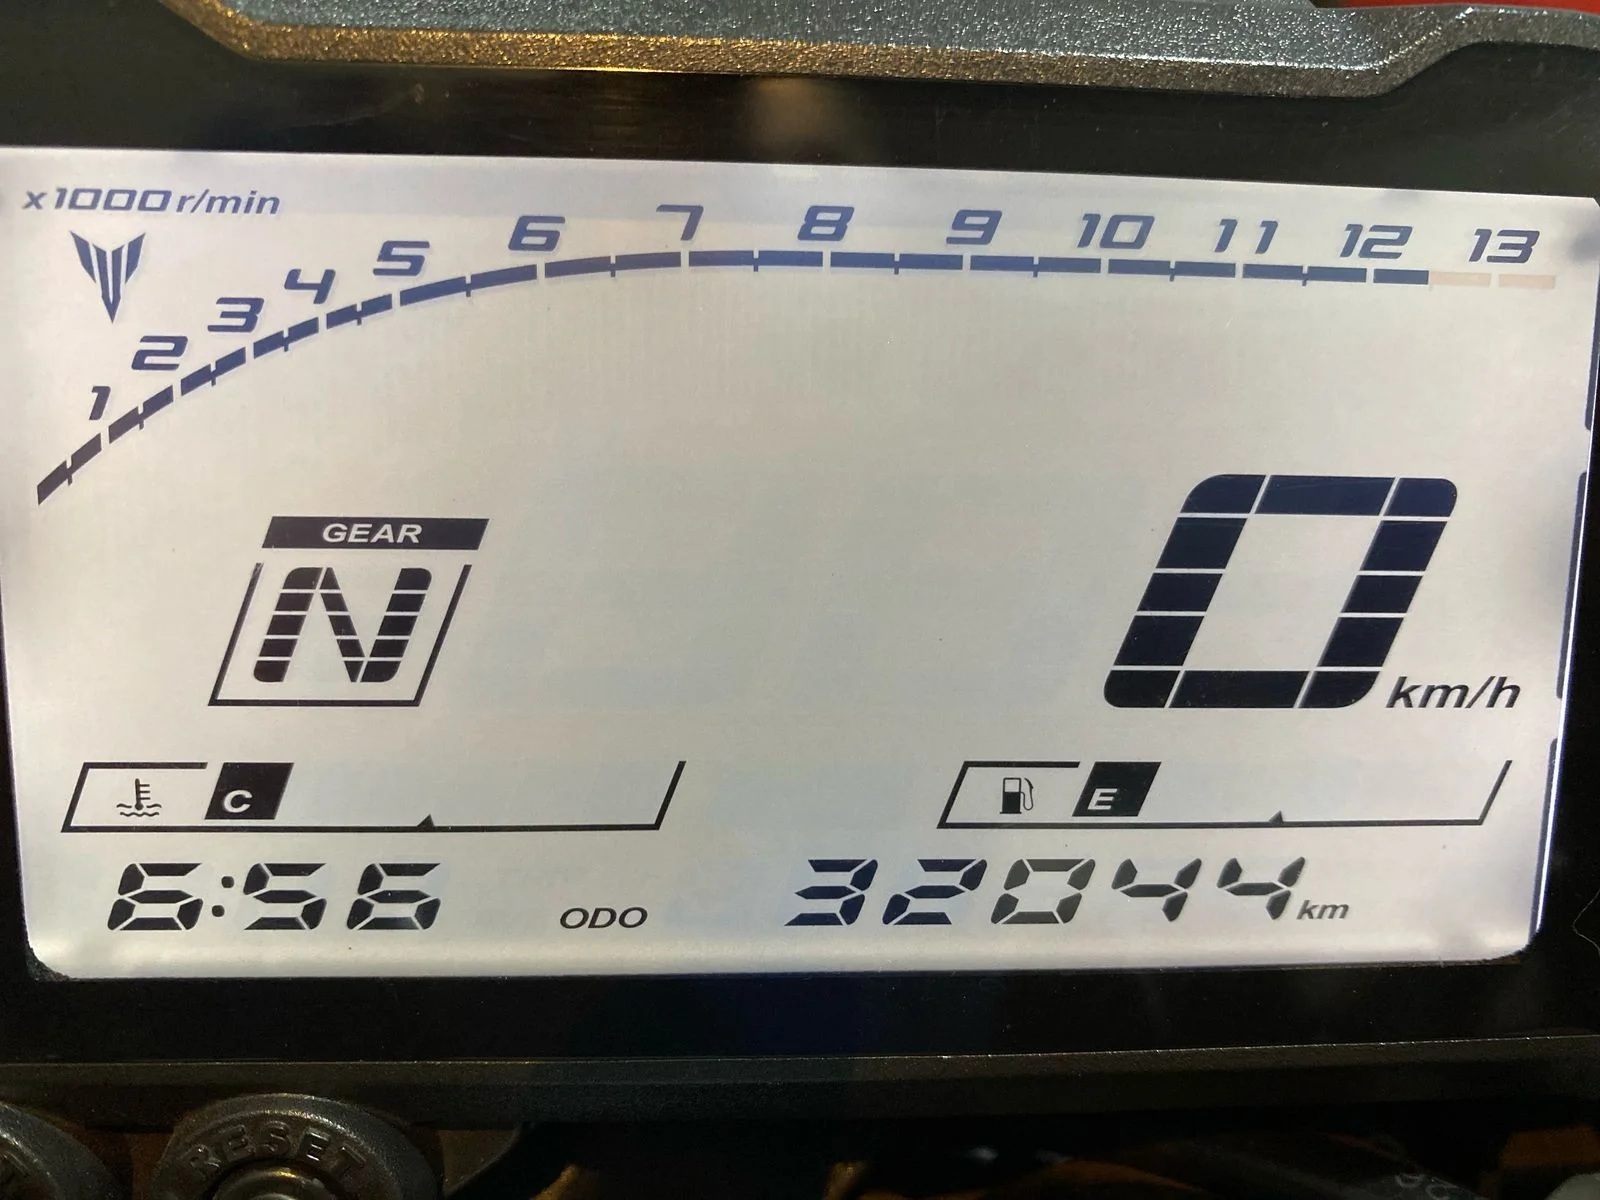 x1000 r/min
1 2 3 4 5 6 7 8 9 10 11 12 13
GEAR
N
0 km/h
C
E
6:56 ODO 32044 km
RESET